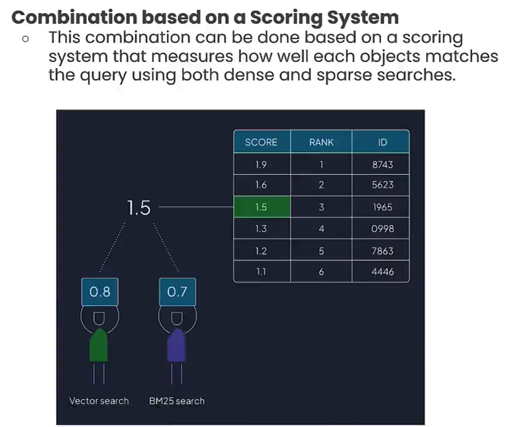 Combination based on a Scoring System
o This combination can be done based on a scoring
system that measures how well each objects matches
the query using both dense and sparse searches.
SCORE RANK ID
1.9 1 8743
1.6 2 5623
1.5
1.5 3 1965
1.3 4 0998
1.2 5 7863
1.1 6 4446
0.8 0.7
Vector search BM25 search